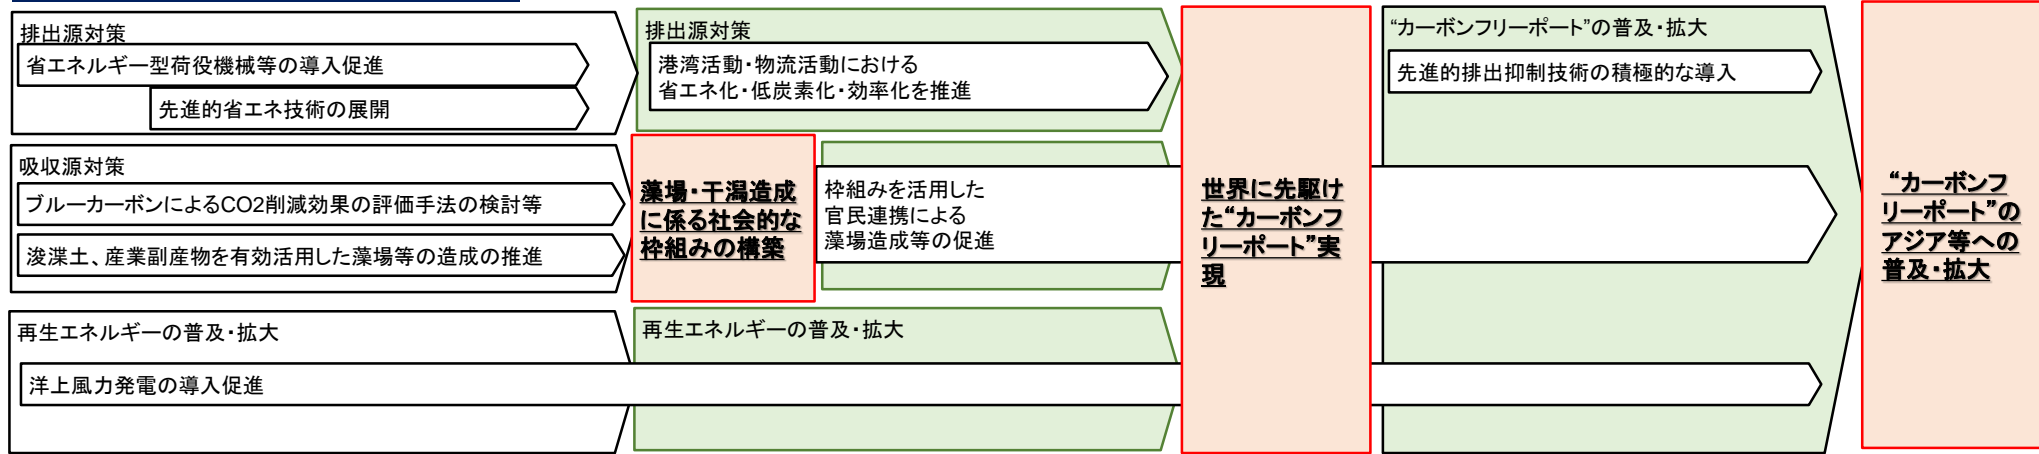 排出源対策
省エネルギー型荷役機械等の導入促進
先進的省エネ技術の展開
排出源対策
港湾活動・物流活動における
省エネ化・低炭素化・効率化を推進
吸収源対策
ブルーカーボンによるCO2削減効果の評価手法の検討等
浚渫土、産業副産物を有効活用した藻場等の造成の推進
藻場・干潟造成
に係る社会的な
枠組みの構築
枠組みを活用した
官民連携による
藻場造成等の促進
再生エネルギーの普及・拡大
洋上風力発電の導入促進
再生エネルギーの普及・拡大
世界に先駆け
た“カーボンフ
リーポート”実
現
“カーボンフリーポート”の普及・拡大
先進的排出抑制技術の積極的な導入
“カーボンフ
リーポート”の
アジア等への
普及・拡大